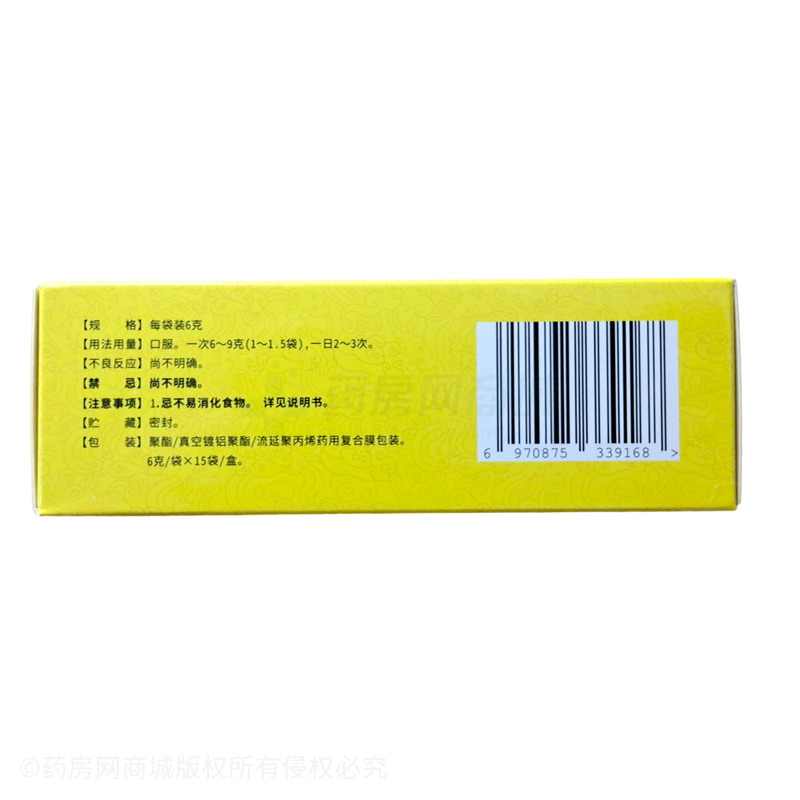 【规　　格】每袋装6克
【用法用量】口服。一次6～9克(1～1.5袋),一日2～3次。
【不良反应】尚不明确。
【禁　　忌】尚不明确。
【注意事项】1.忌不易消化食物。 详见说明书。
【贮　　藏】密封。
【包　　装】聚酯/真空镀铝聚酯/流延聚丙烯药用复合膜包装。
6克/袋×15袋/盒。
6 970875 339168 >
药房网商
©药房网商城版权所有侵权必究